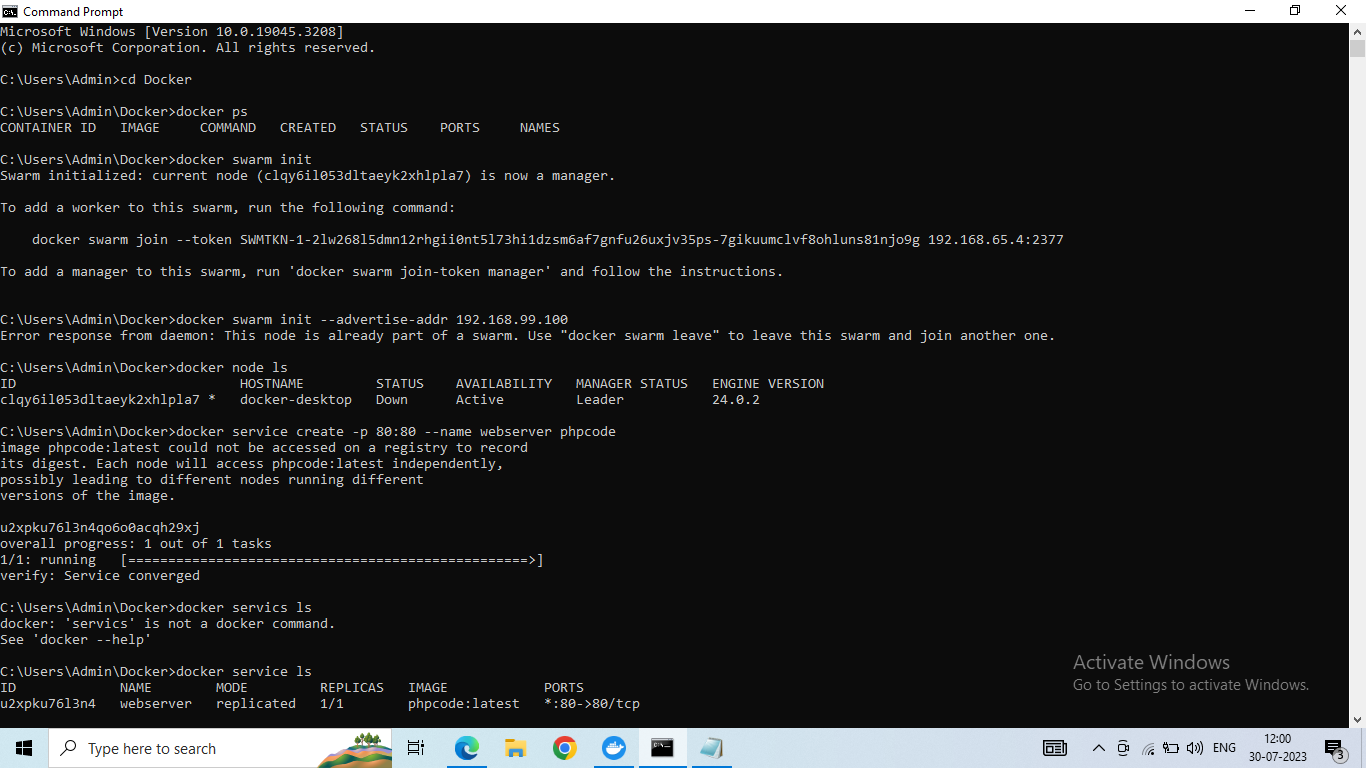 Command Prompt
Microsoft Windows [Version 10.0.19045.3208]
(c) Microsoft Corporation. All rights reserved.
C:\Users\Admin>cd Docker
C:\Users\Admin\Docker>docker ps
CONTAINER ID   IMAGE     COMMAND   CREATED   STATUS    PORTS     NAMES
C:\Users\Admin\Docker>docker swarm init
Swarm initialized: current node (clqy6il053dltaeyk2xhlpla7) is now a manager.
To add a worker to this swarm, run the following command:
    docker swarm join --token SWMTKN-1-2lw268l5dmn12rhgii0nt5l73hi1dzsm6af7gnfu26uxjv35ps-7gikuumclvf8ohluns81njo9g 192.168.65.4:2377
To add a manager to this swarm, run 'docker swarm join-token manager' and follow the instructions.
C:\Users\Admin\Docker>docker swarm init --advertise-addr 192.168.99.100
Error response from daemon: This node is already part of a swarm. Use "docker swarm leave" to leave this swarm and join another one.
C:\Users\Admin\Docker>docker node ls
ID                            HOSTNAME         STATUS    AVAILABILITY   MANAGER STATUS   ENGINE VERSION
clqy6il053dltaeyk2xhlpla7 *   docker-desktop   Down      Active         Leader           24.0.2
C:\Users\Admin\Docker>docker service create -p 80:80 --name webserver phpcode
image phpcode:latest could not be accessed on a registry to record
its digest. Each node will access phpcode:latest independently,
possibly leading to different nodes running different
versions of the image.
u2xpku76l3n4qo6o0acqh29xj
overall progress: 1 out of 1 tasks
1/1: running   [==================================================>]
verify: Service converged
C:\Users\Admin\Docker>docker servics ls
docker: 'servics' is not a docker command.
See 'docker --help'
C:\Users\Admin\Docker>docker service ls
ID             NAME        MODE         REPLICAS   IMAGE            PORTS
u2xpku76l3n4   webserver   replicated   1/1        phpcode:latest   *:80->80/tcp
Activate Windows
Go to Settings to activate Windows.
Type here to search
ENG
12:00
30-07-2023
3